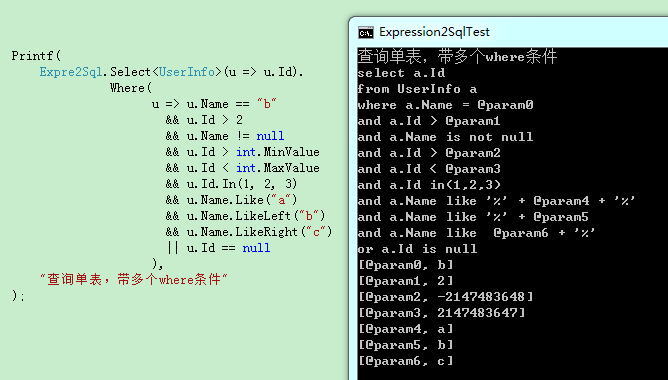 Printf(
Expre2Sql.Select<UserInfo>(u => u.Id).
Where(
u => u.Name == "b"
&& u.Id > 2
&& u.Name != null
&& u.Id > int.MinValue
&& u.Id < int.MaxValue
&& u.Id.In(1, 2, 3)
&& u.Name.Like("a")
&& u.Name.LikeLeft("b")
&& u.Name.LikeRight("c")
|| u.Id == null
),
"查询单表，带多个where条件"
);
C:\.
Expression2SqlTest
查询单表，带多个where条件
select a.Id
from UserInfo a
where a.Name = @param0
and a.Id > @param1
and a.Name is not null
and a.Id > @param2
and a.Id < @param3
and a.Id in(1,2,3)
and a.Name like '%' + @param4 + '%'
and a.Name like '%' + @param5
and a.Name like  @param6 + '%'
or a.Id is null
[@param0, b]
[@param1, 2]
[@param2, -2147483648]
[@param3, 2147483647]
[@param4, a]
[@param5, b]
[@param6, c]